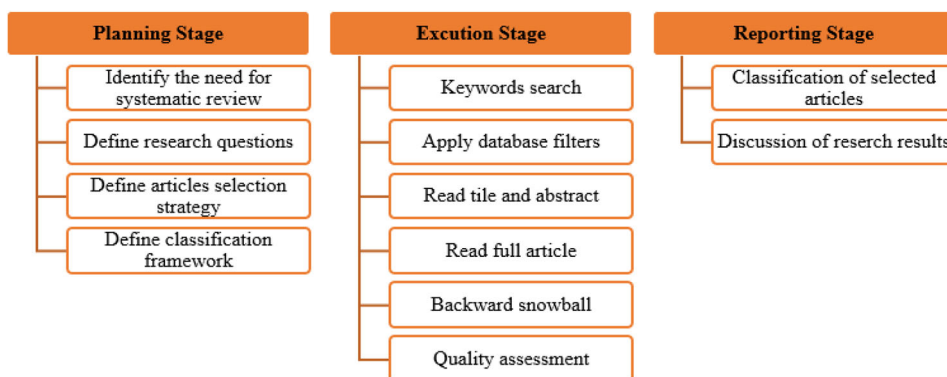 Planning Stage
Identify the need for
systematic review
Define research questions
Define articles selection
strategy
Define classification
framework
Excution Stage
Keywords search
Apply database filters
Read tile and abstract
Read full article
Backward snowball
Quality assessment
Reporting Stage
Classification of selected
articles
Discussion of reserch results